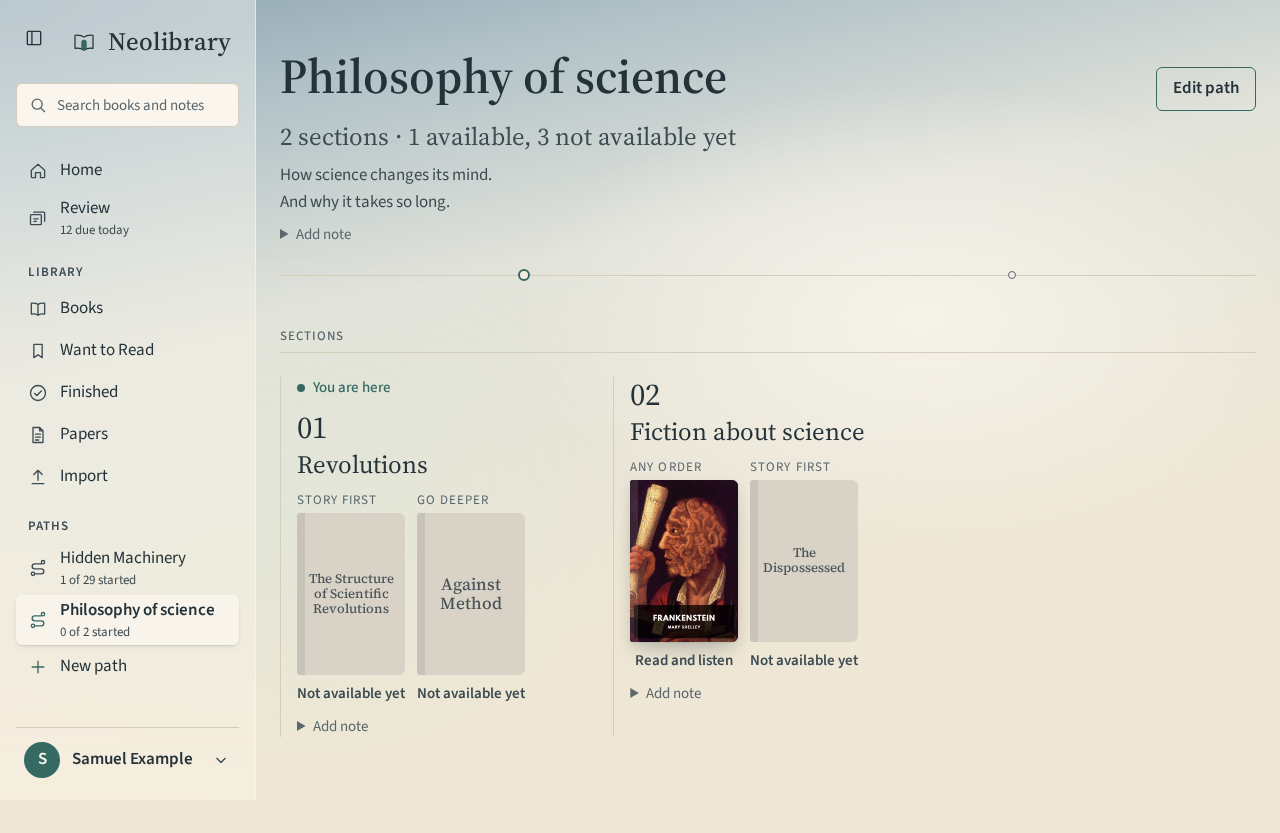 Neolibrary
Search books and notes
Home
Review
12 due today
LIBRARY
Books
Want to Read
Finished
Papers
Import
PATHS
Hidden Machinery
1 of 29 started
Philosophy of science
0 of 2 started
New path
S
Samuel Example
Philosophy of science
Edit path
2 sections · 1 available, 3 not available yet
How science changes its mind.
And why it takes so long.
Add note
SECTIONS
You are here
01
Revolutions
STORY FIRST
GO DEEPER
The Structure
of Scientific
Revolutions
Against
Method
Not available yet
Not available yet
Add note
02
Fiction about science
ANY ORDER
STORY FIRST
FRANKENSTEIN
MARY SHELLEY
The
Dispossessed
Read and listen
Not available yet
Add note